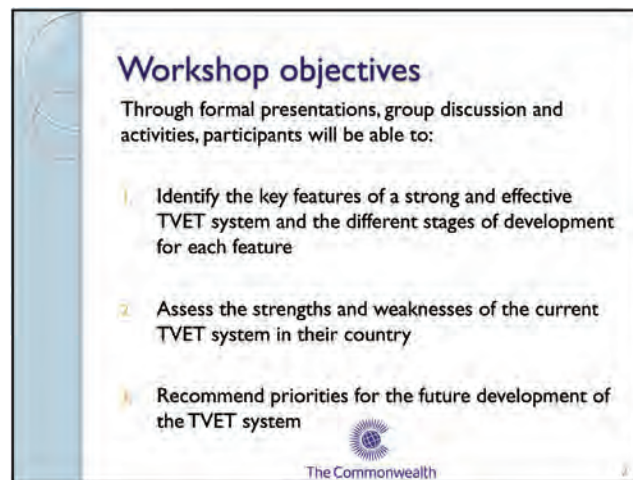 Workshop objectives
Through formal presentations, group discussion and
activities, participants will be able to:
1. Identify the key features of a strong and effective
TVET system and the different stages of development
for each feature
2. Assess the strengths and weaknesses of the current
TVET system in their country
3. Recommend priorities for the future development of
the TVET system
The Commonwealth